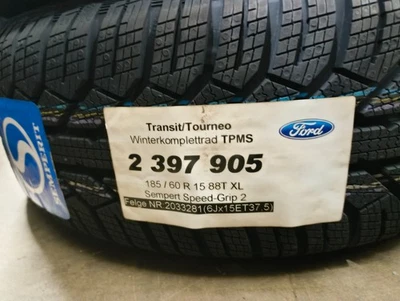 Transit/Tourneo
Winterkomplettrad TPMS
Ford
2 397 905
185 / 60 R 15 88T XL
Sempert Speed-Grip 2
Felge NR:2033281(6Jx15ET37.5)